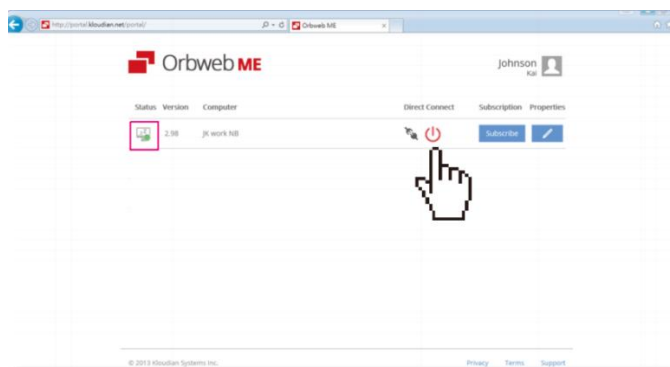 http://portal.kloudian.net/portal/
Orbweb ME
Orbweb ME
Johnson
Kai
Status Version Computer Direct Connect Subscription Properties
2.98 JK work NB Subscribe
© 2013 Kloudian Systems Inc. Privacy Terms Support